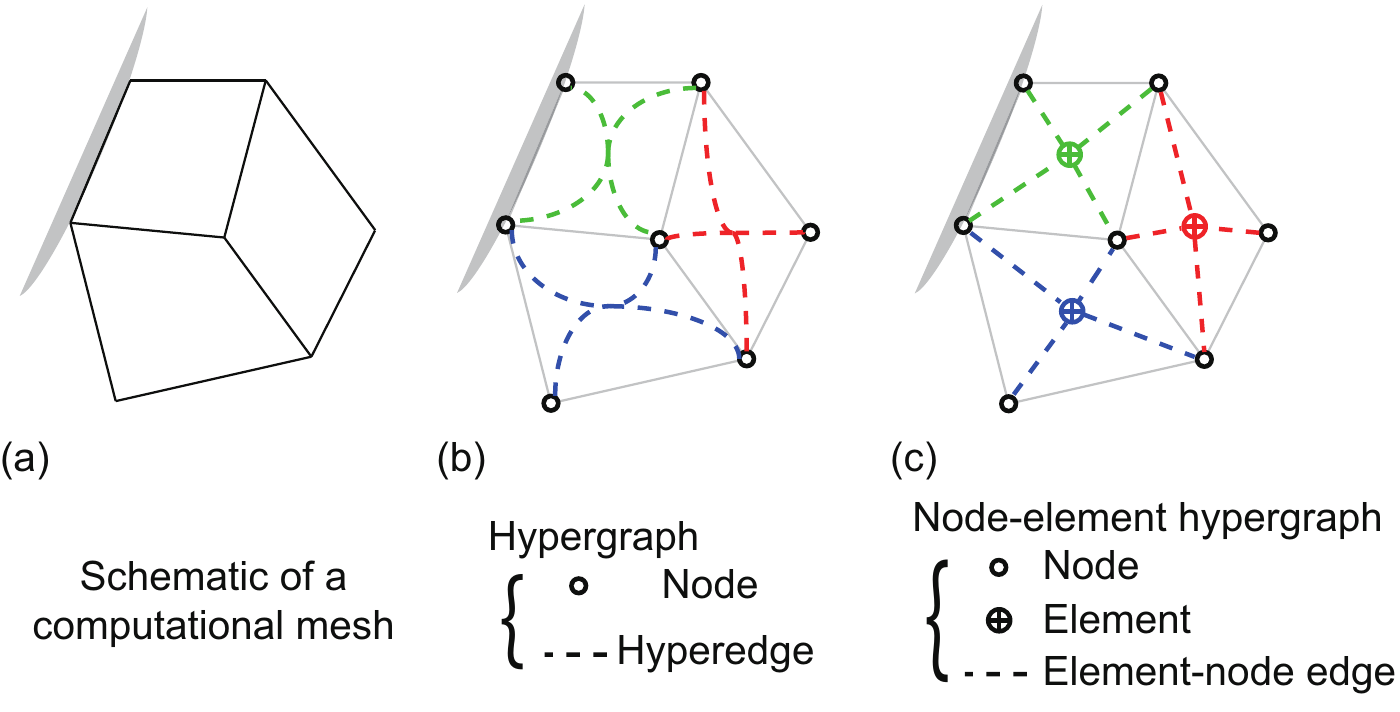 (a)
(b)
(c)
Schematic of a
computational mesh
Hypergraph
Node
Hyperedge
Node-element hypergraph
Node
Element
Element-node edge